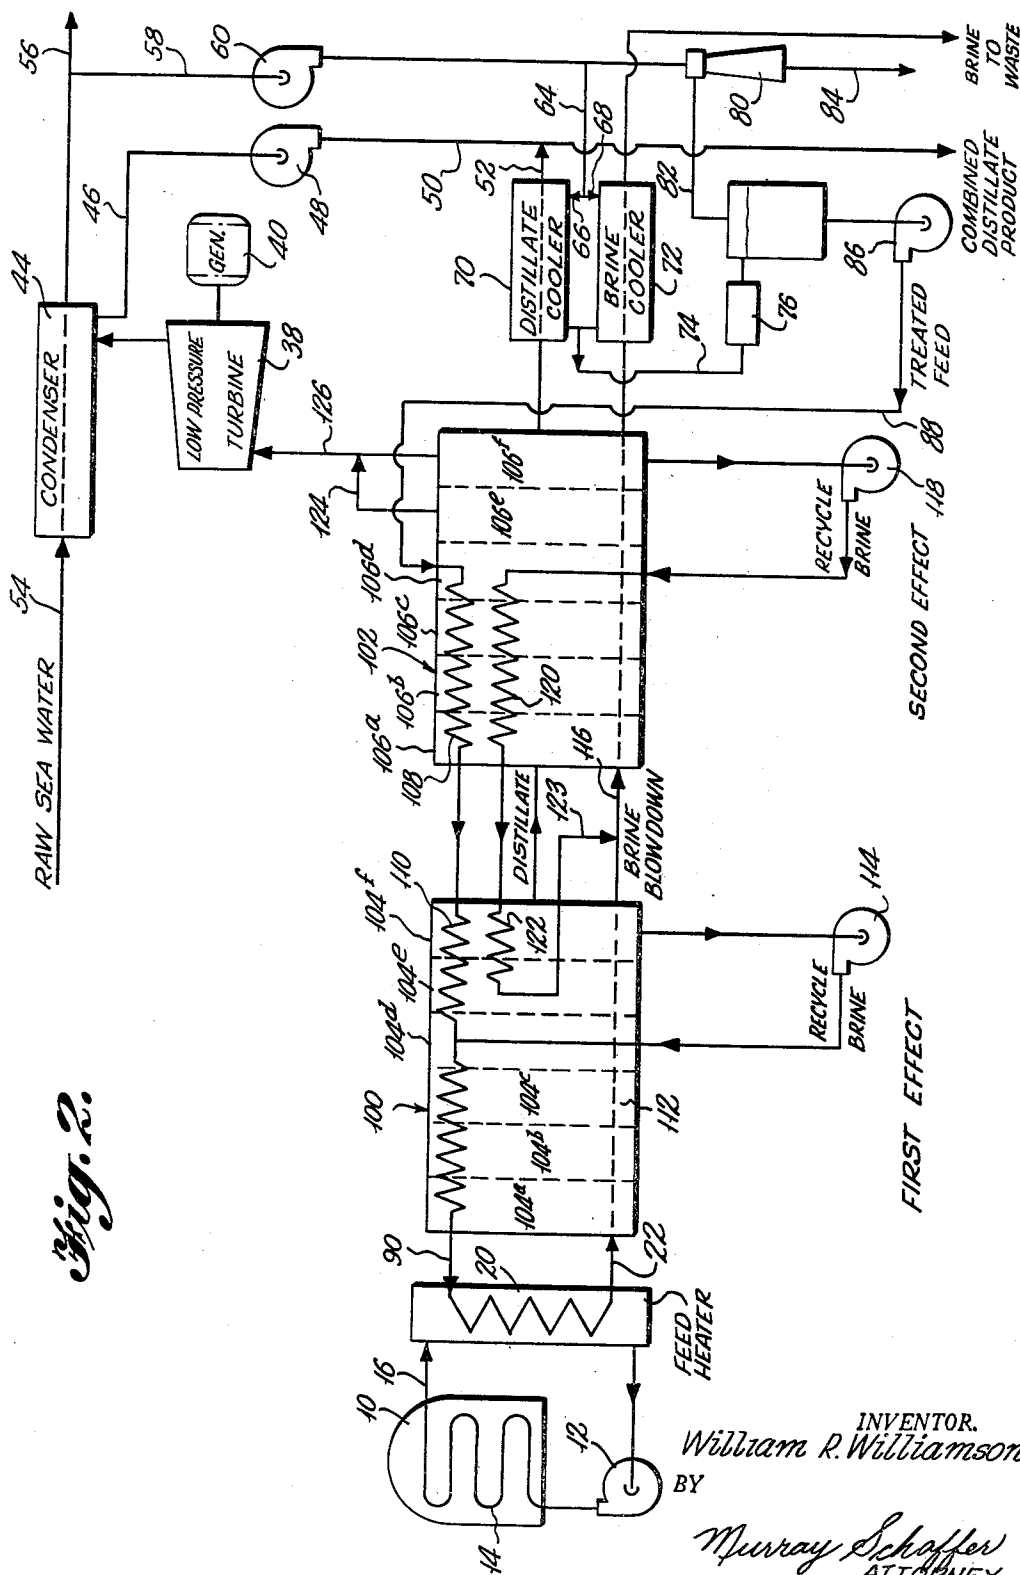 Fig. 2.
RAW SEA WATER
54
CONDENSER
44
46
56
58
60
48
LOW PRESSURE
TURBINE
38
GEN.
40
126
124
50
52
64
66
68
70
DISTILLATE
COOLER
BRINE
COOLER
72
74
76
80
82
84
86
88
TREATED
FEED
BRINE
TO
WASTE
COMBINED
DISTILLATE
PRODUCT
106a
106b
102
106c
106d
106e
106f
108
120
118
RECYCLE
BRINE
SECOND EFFECT
DISTILLATE
123
116
BRINE
BLOWDOWN
100
104a
104b
104c
104d
104e
104f
110
122
112
114
RECYCLE
BRINE
FIRST EFFECT
90
20
22
FEED
HEATER
16
10
14
12
INVENTOR.
William R. Williamson
BY
Murray Schaffer
ATTORNEY